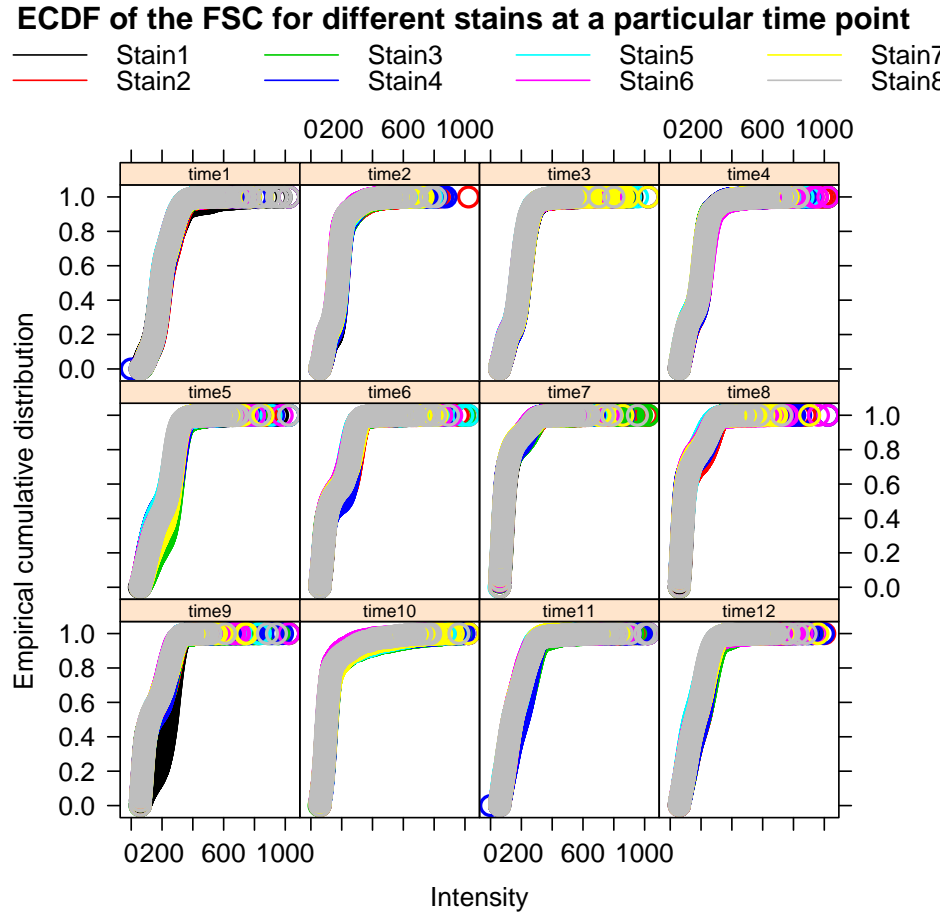 ECDF of the FSC for different stains at a particular time point
Stain1 Stain3 Stain5 Stain7
Stain2 Stain4 Stain6 Stain8
0200 600 1000 0200 600 1000
time1 time2 time3 time4
1.0
0.8
0.6
0.4
0.2
0.0
time5 time6 time7 time8
1.0
0.8
0.6
0.4
0.2
0.0
time9 time10 time11 time12
1.0
0.8
0.6
0.4
0.2
0.0
0200 600 1000 0200 600 1000
Empirical cumulative distribution
Intensity